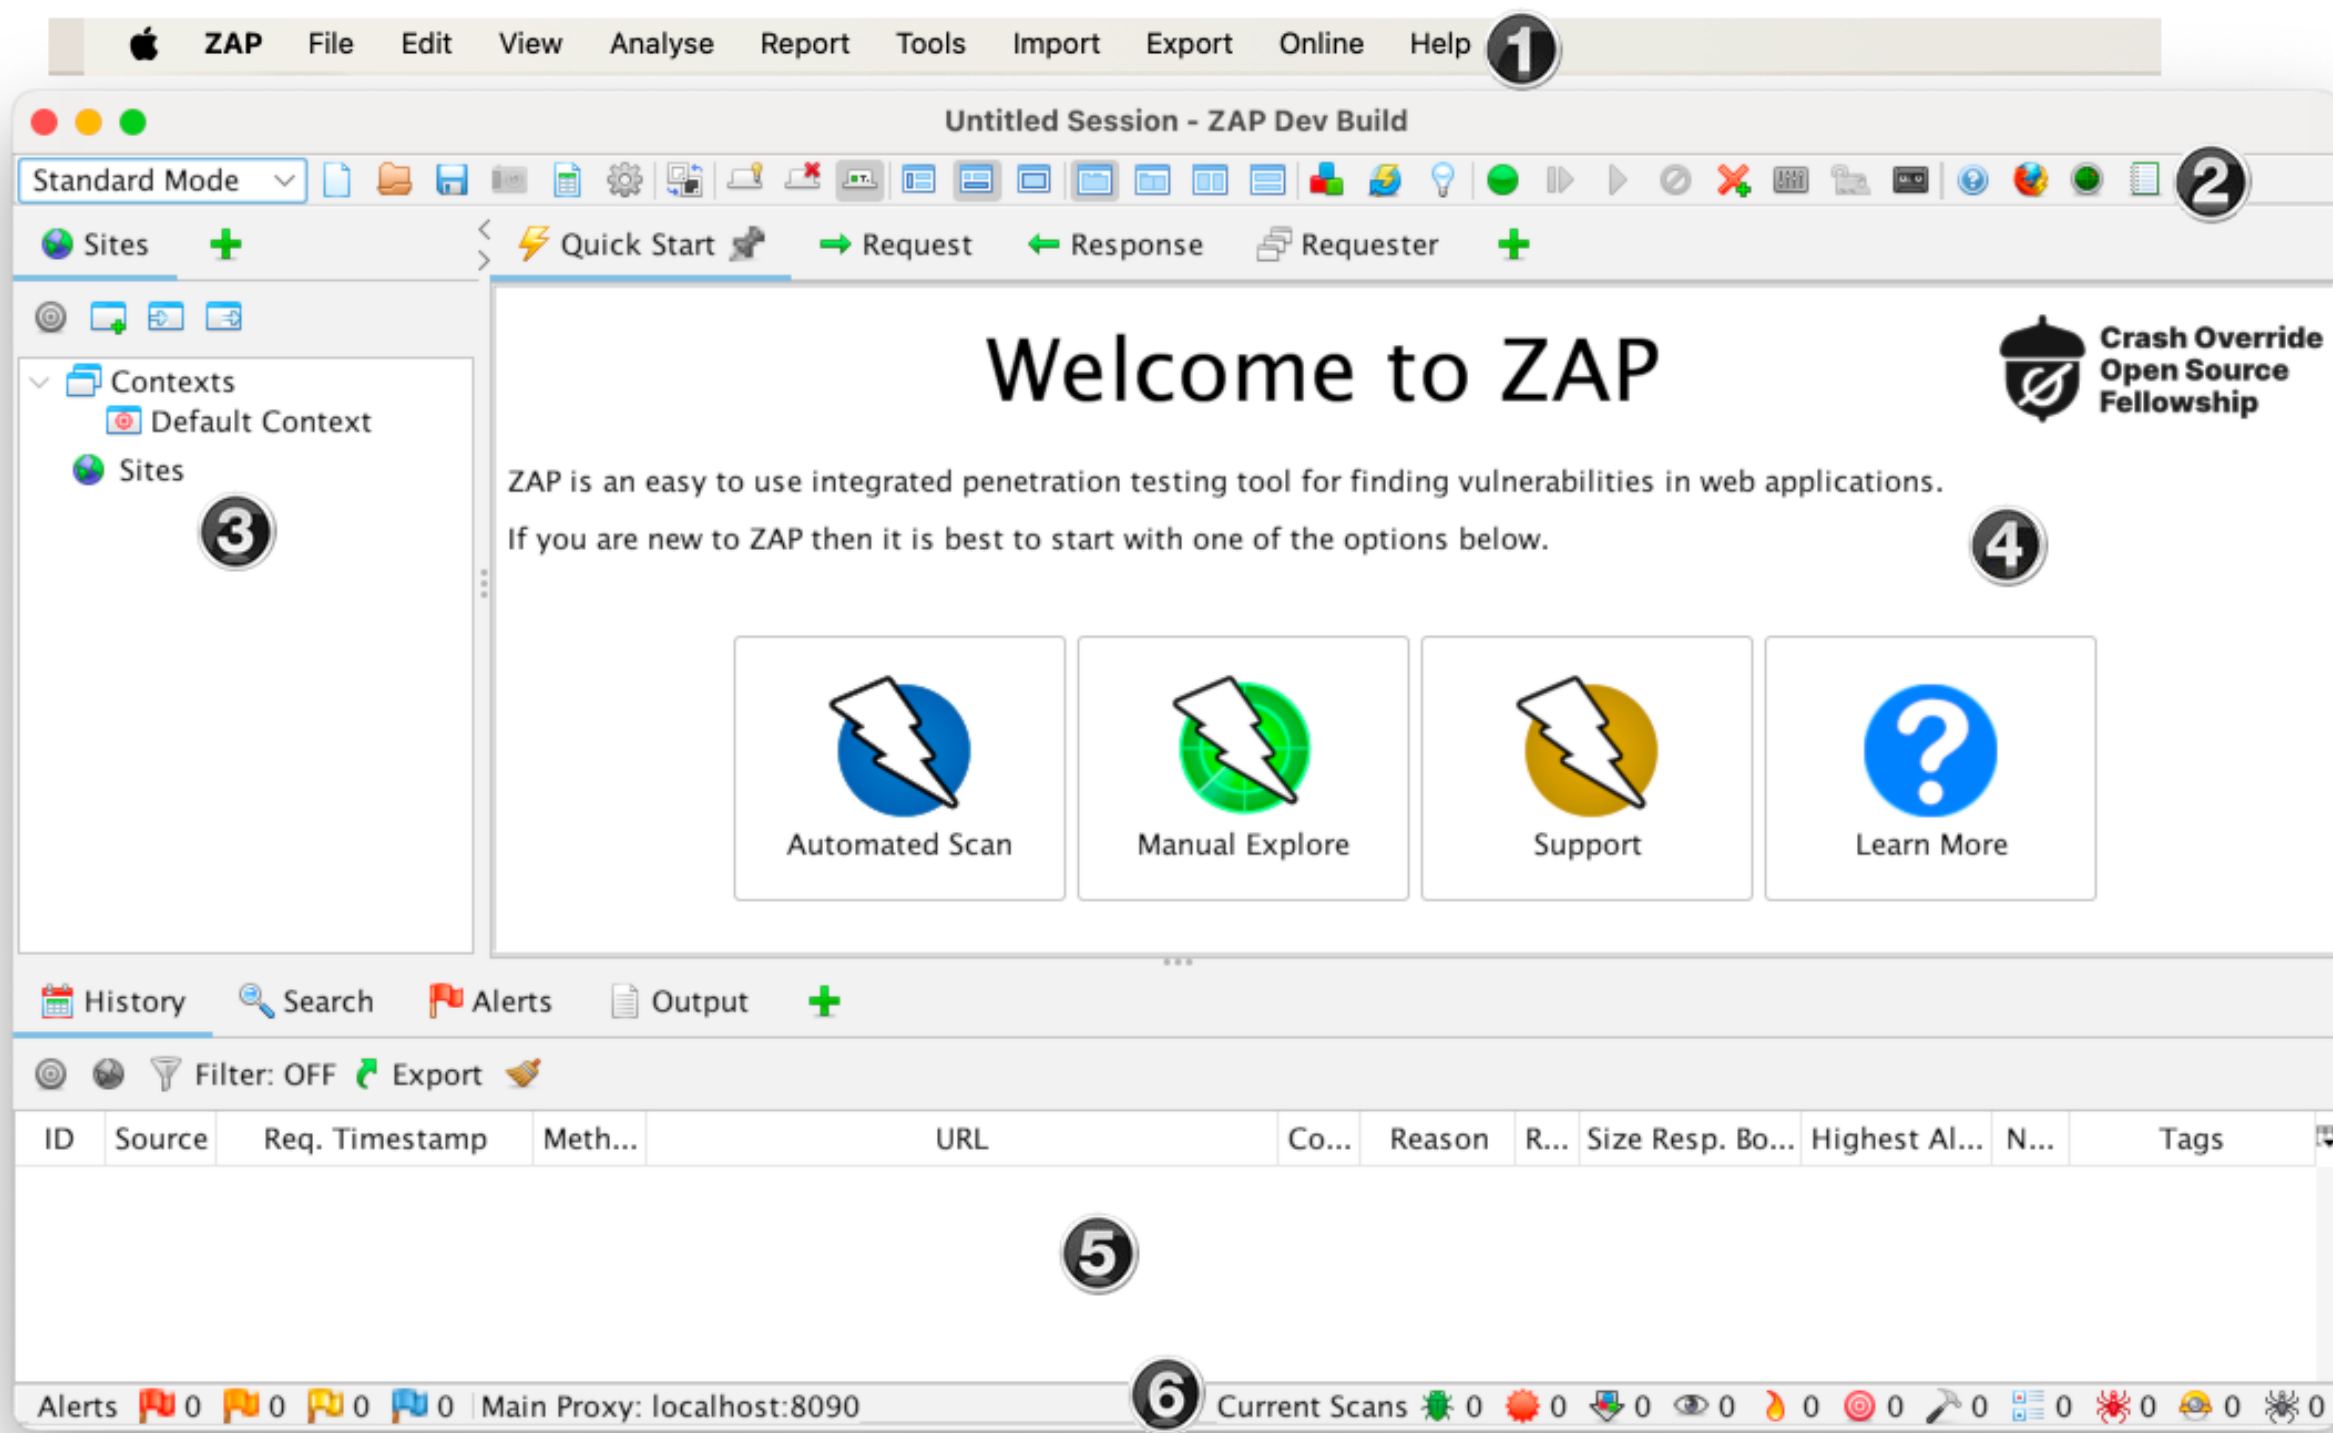 ZAP File Edit View Analyse Report Tools Import Export Online Help 1
Untitled Session - ZAP Dev Build
Standard Mode 2
Sites Quick Start Request Response Requester
Contexts
Default Context
Sites
3
Welcome to ZAP
Crash Override
Open Source
Fellowship
ZAP is an easy to use integrated penetration testing tool for finding vulnerabilities in web applications.
If you are new to ZAP then it is best to start with one of the options below.
4
Automated Scan Manual Explore Support Learn More
History Search Alerts Output
Filter: OFF Export
ID Source Req. Timestamp Meth... URL Co... Reason R... Size Resp. Bo... Highest Al... N... Tags
5
Alerts 0 0 0 0 Main Proxy: localhost:8090 6 Current Scans 0 0 0 0 0 0 0 0 0 0 0